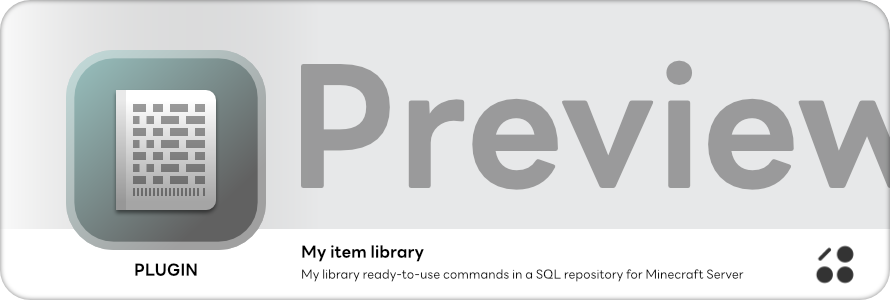 Preview
PLUGIN
My item library
My library ready-to-use commands in a SQL repository for Minecraft Server